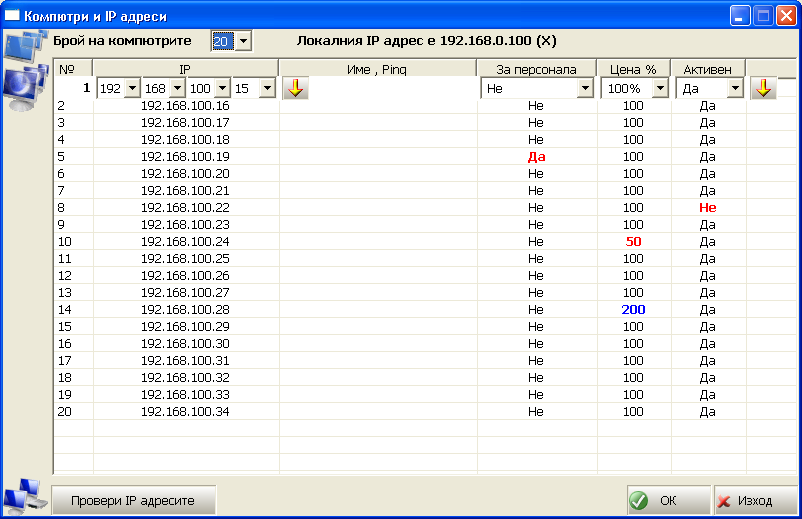 Компютри и IP адреси
Брой на компютрите 20 Локалния IP адрес е 192.168.0.100 (X)
№ IP Име , Pinq За персонала Цена % Активен
1 192 168 100 15 Не 100% Да
2 192.168.100.16 Не 100 Да
3 192.168.100.17 Не 100 Да
4 192.168.100.18 Не 100 Да
5 192.168.100.19 Да 100 Да
6 192.168.100.20 Не 100 Да
7 192.168.100.21 Не 100 Да
8 192.168.100.22 Не 100 Не
9 192.168.100.23 Не 100 Да
10 192.168.100.24 Не 50 Да
11 192.168.100.25 Не 100 Да
12 192.168.100.26 Не 100 Да
13 192.168.100.27 Не 100 Да
14 192.168.100.28 Не 200 Да
15 192.168.100.29 Не 100 Да
16 192.168.100.30 Не 100 Да
17 192.168.100.31 Не 100 Да
18 192.168.100.32 Не 100 Да
19 192.168.100.33 Не 100 Да
20 192.168.100.34 Не 100 Да
Провери IP адресите OK Изход